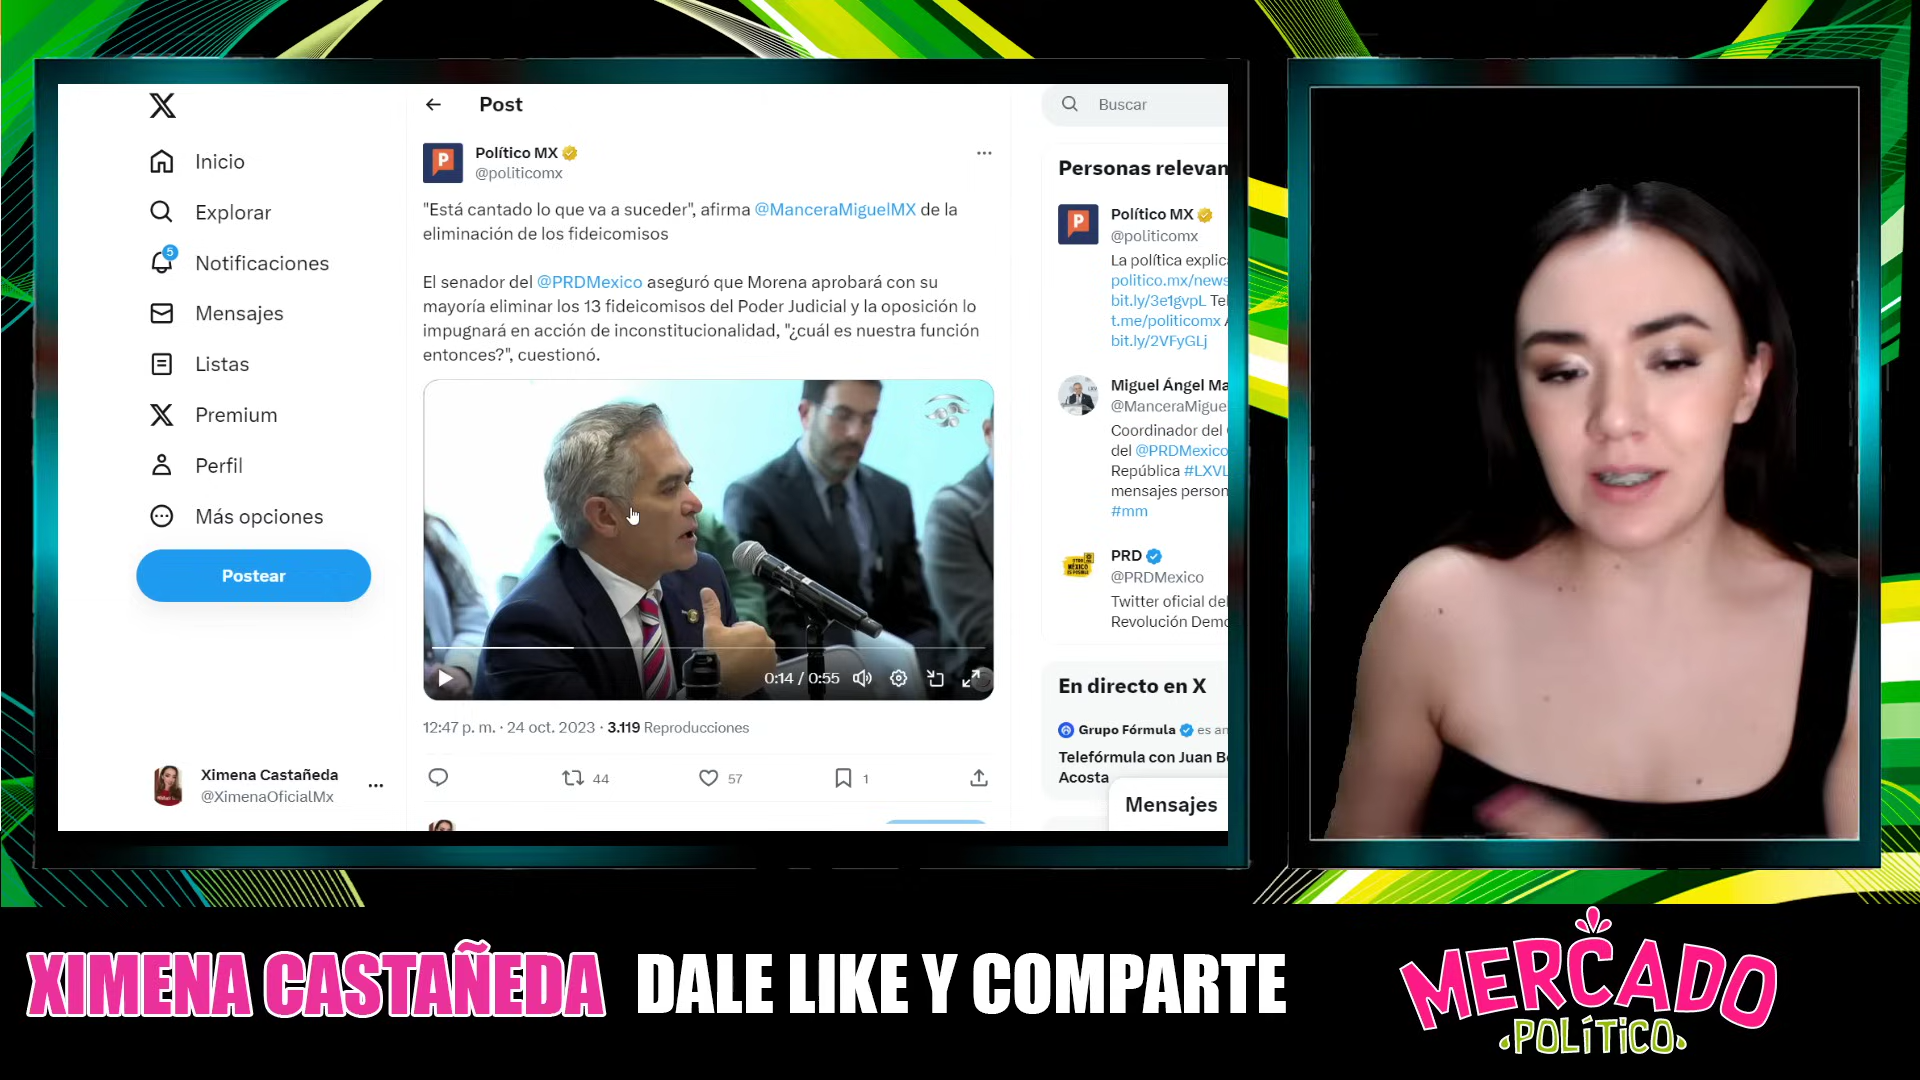 Inicio
Explorar
5
Notificaciones
Mensajes
Listas
Premium
Perfil
Más opciones
Postear
Ximena Castañeda
@XimenaOficialMx
Post
Político MX
@politicomx
"Está cantado lo que va a suceder", afirma @ManceraMiguelMX de la
eliminación de los fideicomisos
El senador del @PRDMexico aseguró que Morena aprobará con su
mayoría eliminar los 13 fideicomisos del Poder Judicial y la oposición lo
impugnará en acción de inconstitucionalidad, "¿cuál es nuestra función
entonces?", cuestionó.
0:14 / 0:55
12:47 p. m. · 24 oct. 2023 · 3.119 Reproducciones
44
57
1
Buscar
Personas relevan
Político MX
@politicomx
La política explic
politico.mx/news
bit.ly/3e1gvpL Tel
t.me/politicomx
bit.ly/2VFyGLj
Miguel Ángel Ma
@ManceraMigue
Coordinador del
del @PRDMexico
República #LXVL
mensajes person
#mm
PRD
@PRDMexico
Twitter oficial del
Revolución Demo
En directo en X
Grupo Fórmula es an
Telefórmula con Juan Be
Acosta
Mensajes
XIMENA CASTAÑEDA DALE LIKE Y COMPARTE
MERCADO
POLÍTICO